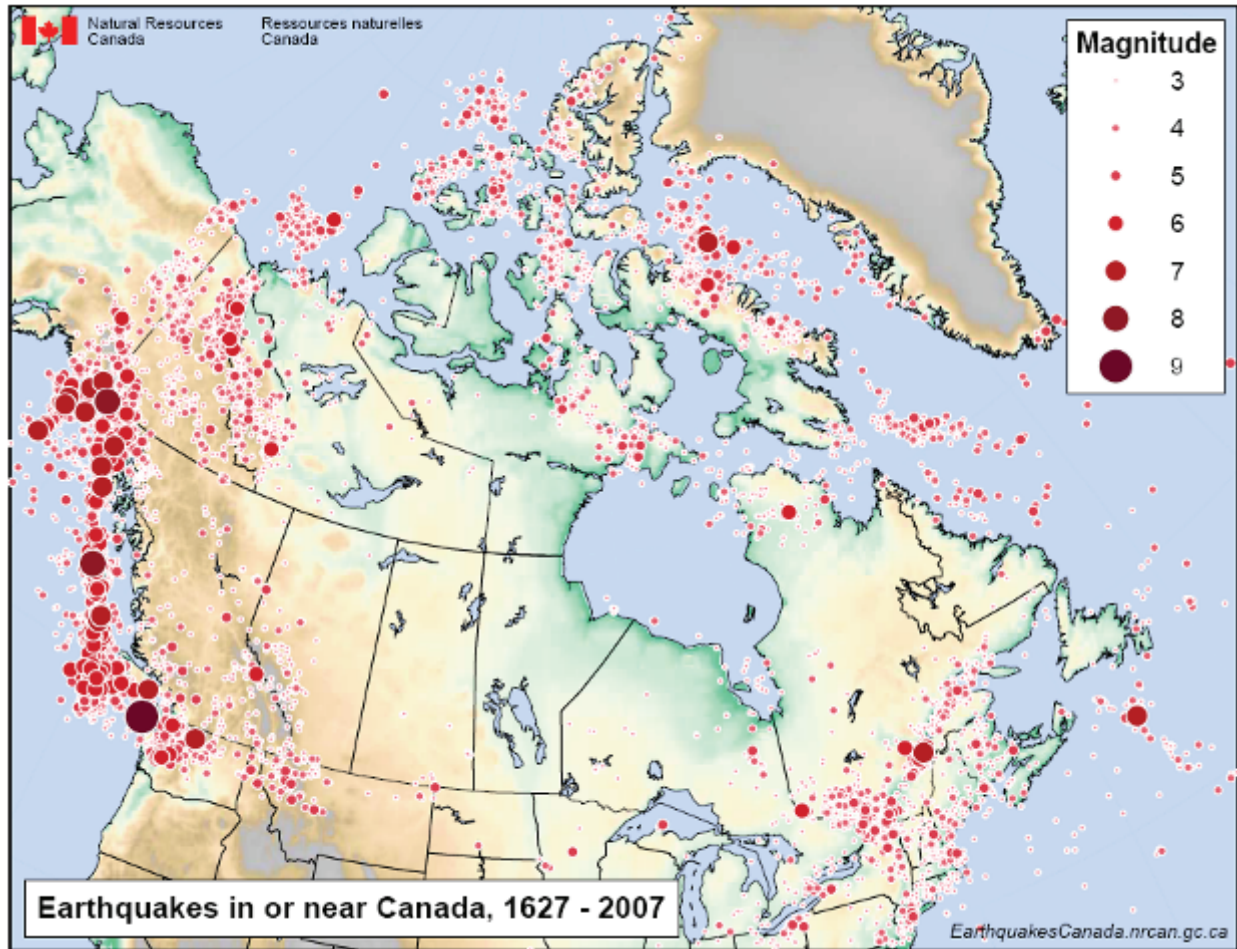 Natural Resources Canada
Ressources naturelles Canada
Magnitude
3
4
5
6
7
8
9
Earthquakes in or near Canada, 1627 - 2007
EarthquakesCanada.nrcan.gc.ca